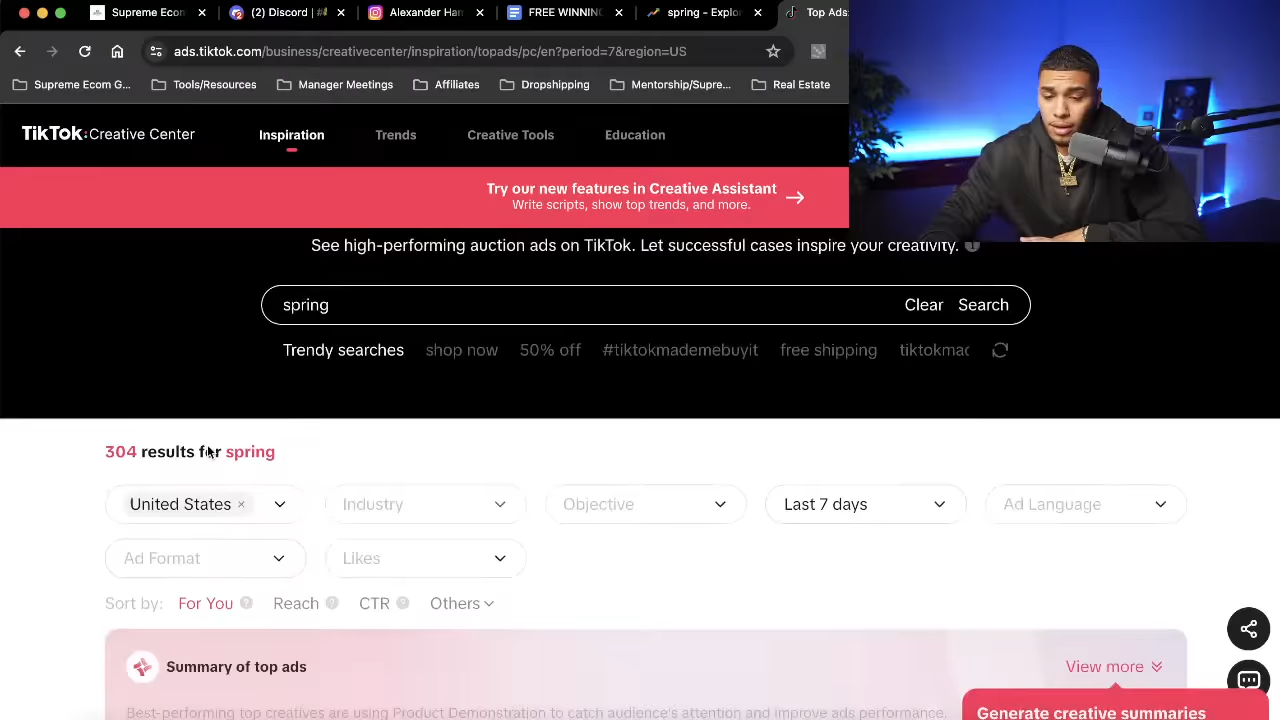 Supreme Econ
(2) Discord | #
Alexander Har
FREE WINNIN
spring - Explo
Top Ads:
ads.tiktok.com/business/creativecenter/inspiration/topads/pc/en?period=7&region=US
Supreme Ecom G...
Tools/Resources
Manager Meetings
Affiliates
Dropshipping
Mentorship/Supre...
Real Estate
TikTok: Creative Center
Inspiration
Trends
Creative Tools
Education
Try our new features in Creative Assistant
Write scripts, show top trends, and more.
See high-performing auction ads on TikTok. Let successful cases inspire your creativity.
spring
Clear
Search
Trendy searches
shop now
50% off
#tiktokmademebuyit
free shipping
tiktokmac
304 results for spring
United States ×
Industry
Objective
Last 7 days
Ad Language
Ad Format
Likes
Sort by:
For You
Reach
CTR
Others
Summary of top ads
View more
Best-performing top creatives are using Product Demonstration to catch audience's attention and improve ads performance.
Generate creative summaries